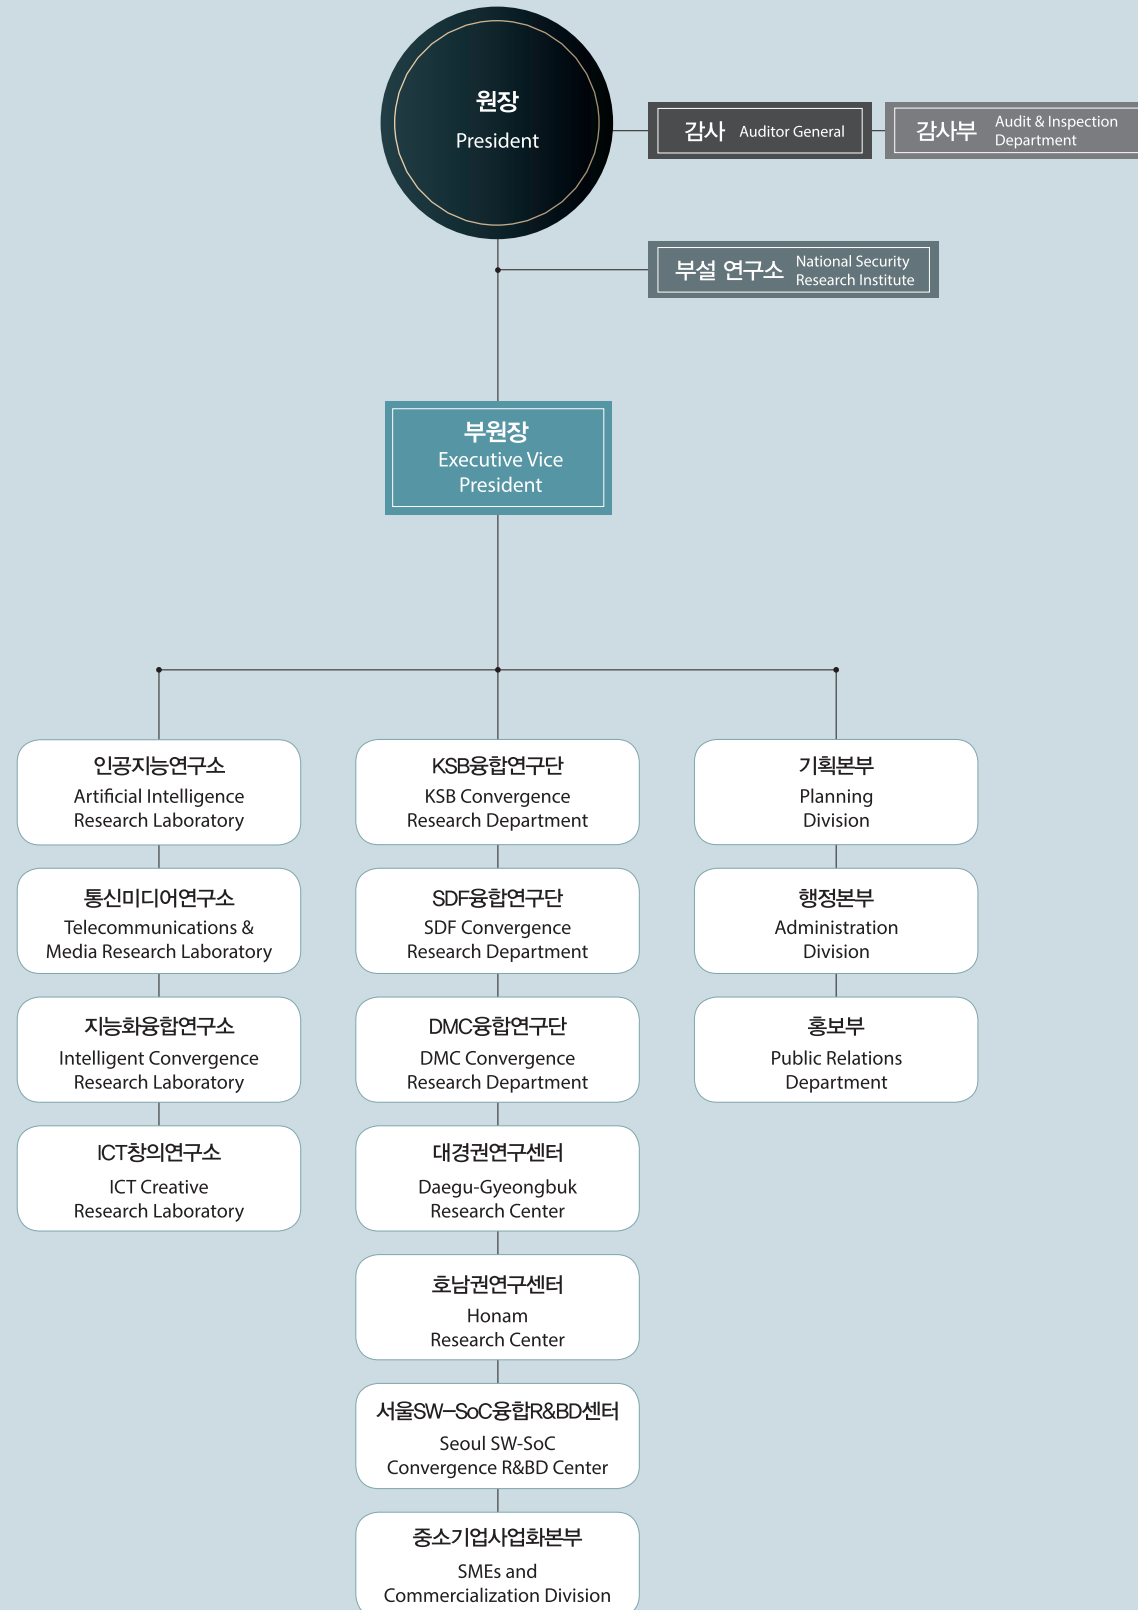 원장
President
감사 Auditor General
감사부 Audit & Inspection
Department
부설 연구소 National Security
Research Institute
부원장
Executive Vice
President
인공지능연구소
Artificial Intelligence
Research Laboratory
통신미디어연구소
Telecommunications &
Media Research Laboratory
지능화융합연구소
Intelligent Convergence
Research Laboratory
ICT창의연구소
ICT Creative
Research Laboratory
KSB융합연구단
KSB Convergence
Research Department
SDF융합연구단
SDF Convergence
Research Department
DMC융합연구단
DMC Convergence
Research Department
대경권연구센터
Daegu-Gyeongbuk
Research Center
호남권연구센터
Honam
Research Center
서울SW-SoC융합R&BD센터
Seoul SW-SoC
Convergence R&BD Center
중소기업사업화본부
SMEs and
Commercialization Division
기획본부
Planning
Division
행정본부
Administration
Division
홍보부
Public Relations
Department